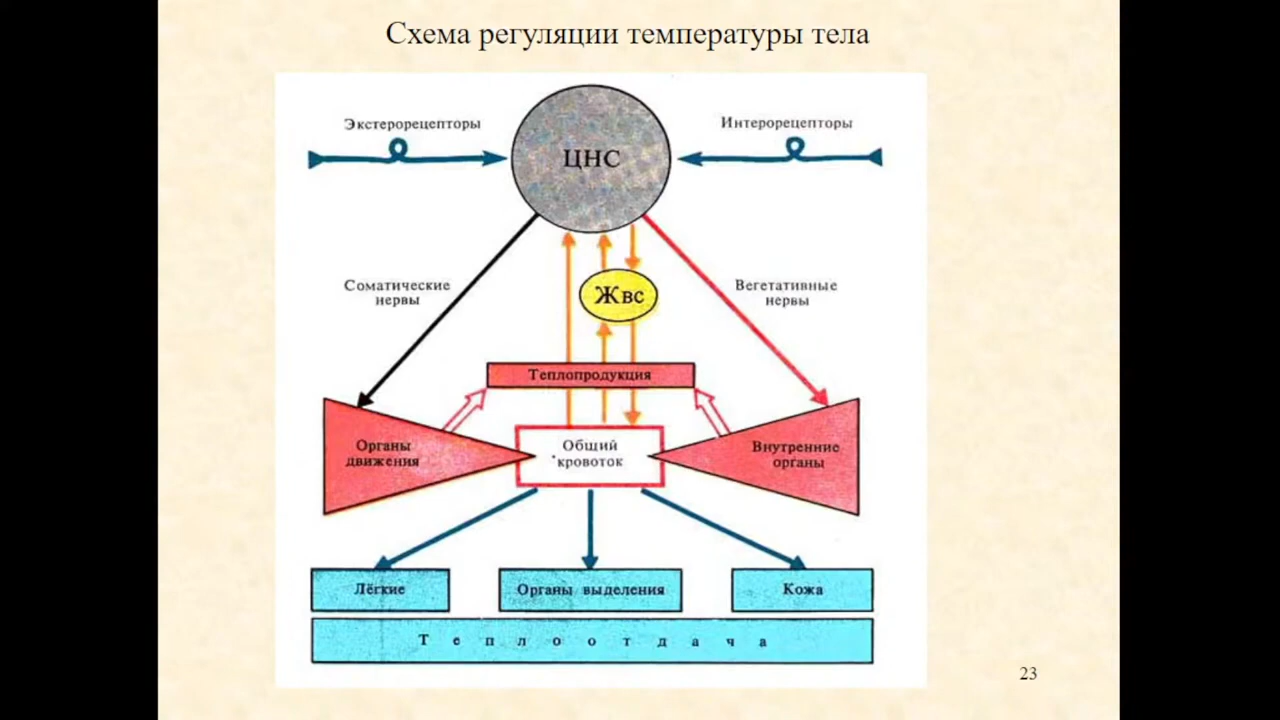 Схема регуляции температуры тела
Экстерорецепторы
Интерорецепторы
ЦНС
Соматические
нервы
Жвс
Вегетативные
нервы
Теплопродукция
Органы
движения
Общий
кровоток
Внутренние
органы
Лёгкие
Органы выделения
Кожа
Теплоотдача
23